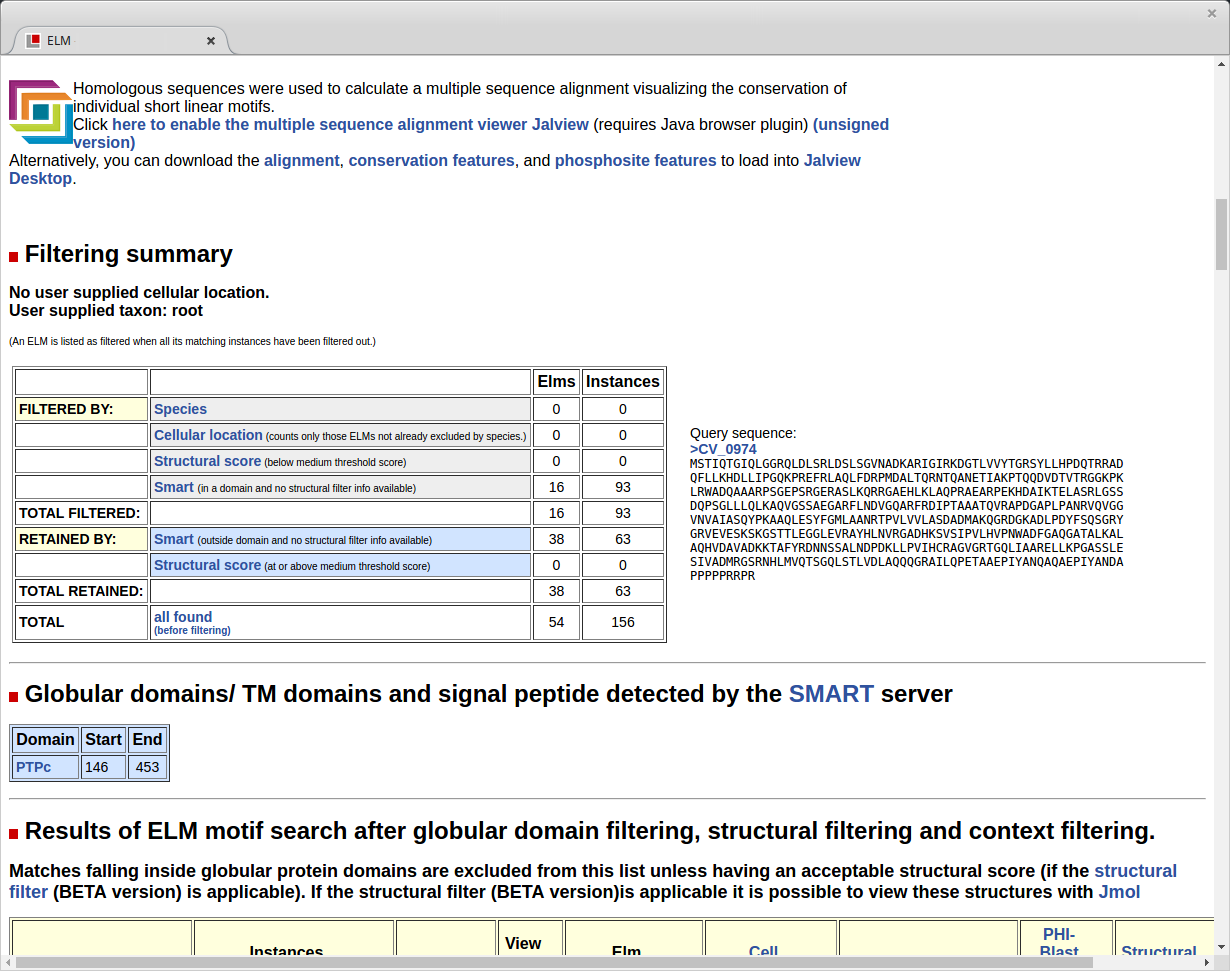 ELM
Homologous sequences were used to calculate a multiple sequence alignment visualizing the conservation of
individual short linear motifs.
Click here to enable the multiple sequence alignment viewer Jalview (requires Java browser plugin) (unsigned
version)
Alternatively, you can download the alignment, conservation features, and phosphosite features to load into Jalview
Desktop.
Filtering summary
No user supplied cellular location.
User supplied taxon: root
(An ELM is listed as filtered when all its matching instances have been filtered out.)
Elms Instances
FILTERED BY: Species 0 0
Cellular location (counts only those ELMs not already excluded by species.) 0 0
Structural score (below medium threshold score) 0 0
Smart (in a domain and no structural filter info available) 16 93
TOTAL FILTERED: 16 93
RETAINED BY: Smart (outside domain and no structural filter info available) 38 63
Structural score (at or above medium threshold score) 0 0
TOTAL RETAINED: 38 63
TOTAL all found 54 156
(before filtering)
Query sequence:
>CV_0974
MSTIQTGIQLGGRQLDLSRLDSLSGVNADKARIGIRKDGTLVVYTGRSYLLHPDQTRRAD
QFLLKHDLLIPGQKPREFRLAQLFDRPMDALTQRNTQANETIAKPTQQDVDTVTRGGKPK
LRWADQAAARPSGEPSRGERASLKQRRGAEHLKLAQPRAEARPEKHDAIKTELASRLGSS
DQPSGLLLQLKAQVGSSAEGARFLNDVGQARFRDIPTAAATQVRAPDGAPLPANRVQVGG
VNVAIASQYPKAAQLESYFGMLAANRTPVLVVLASDADMAKQGRDGKADLPDYFSQSGRY
GRVEVESKSKGSTTLEGGLEVRAYHLNVRGADHKSVSIPVLHVPNWADFGAQGATALKAL
AQHVDAVADKKTAFYRDNNSSALNDPDKLLPVIHCRAGVGRTGQLIAARELLKPGASSLE
SIVADMRGSRNHLMVQTSGQLSTLVDLAQQQGRAILQPETAAEPIYANQAQAEPIYANDA
PPPPPRRPR
Globular domains/ TM domains and signal peptide detected by the SMART server
Domain Start End
PTPc 146 453
Results of ELM motif search after globular domain filtering, structural filtering and context filtering.
Matches falling inside globular protein domains are excluded from this list unless having an acceptable structural score (if the structural
filter (BETA version) is applicable). If the structural filter (BETA version)is applicable it is possible to view these structures with Jmol
PHI-
View
Instances Elm Cell Blast Structural